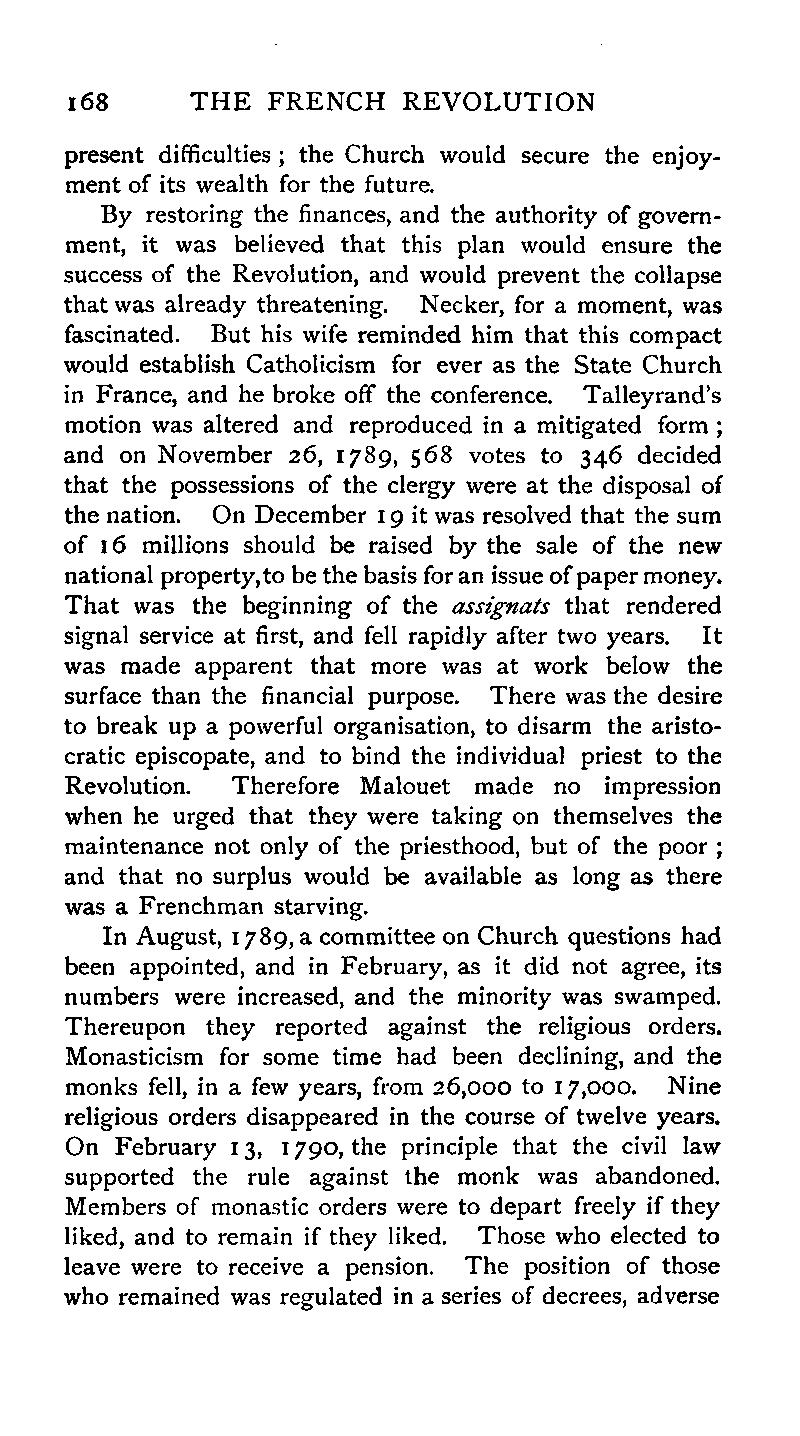 168 THE FRENCH REVOLUTION
present difficulties ; the Church would secure the enjoy-
ment of its wealth for the future.
By restoring the finances, and the authority of govern-
ment, it was believed that this plan would ensure the
success of the Revolution, and would prevent the collapse
that was already threatening. Necker, for a moment, was
fascinated. But his wife reminded him that this compact
would establish Catholicism for ever as the State Church
in France, and he broke off the conference. Talleyrand's
motion was altered and reproduced in a mitigated form ;
and on November 26, 1789, 568 votes to 346 decided
that the possessions of the clergy were at the disposal of
the nation. On December 19 it was resolved that the sum
of 16 millions should be raised by the sale of the new
national property, to be the basis for an issue of paper money.
That was the beginning of the assignats that rendered
signal service at first, and fell rapidly after two years. It
was made apparent that more was at work below the
surface than the financial purpose. There was the desire
to break up a powerful organisation, to disarm the aristo-
cratic episcopate, and to bind the individual priest to the
Revolution. Therefore Malouet made no impression
when he urged that they were taking on themselves the
maintenance not only of the priesthood, but of the poor ;
and that no surplus would be available as long as there
was a Frenchman starving.
In August, 1789, a committee on Church questions had
been appointed, and in February, as it did not agree, its
numbers were increased, and the minority was swamped.
Thereupon they reported against the religious orders.
Monasticism for some time had been declining, and the
monks fell, in a few years, from 26,000 to 17,000. Nine
religious orders disappeared in the course of twelve years.
On February 13, 1790, the principle that the civil law
supported the rule against the monk was abandoned.
Members of monastic orders were to depart freely if they
liked, and to remain if they liked. Those who elected to
leave were to receive a pension. The position of those
who remained was regulated in a series of decrees, adverse